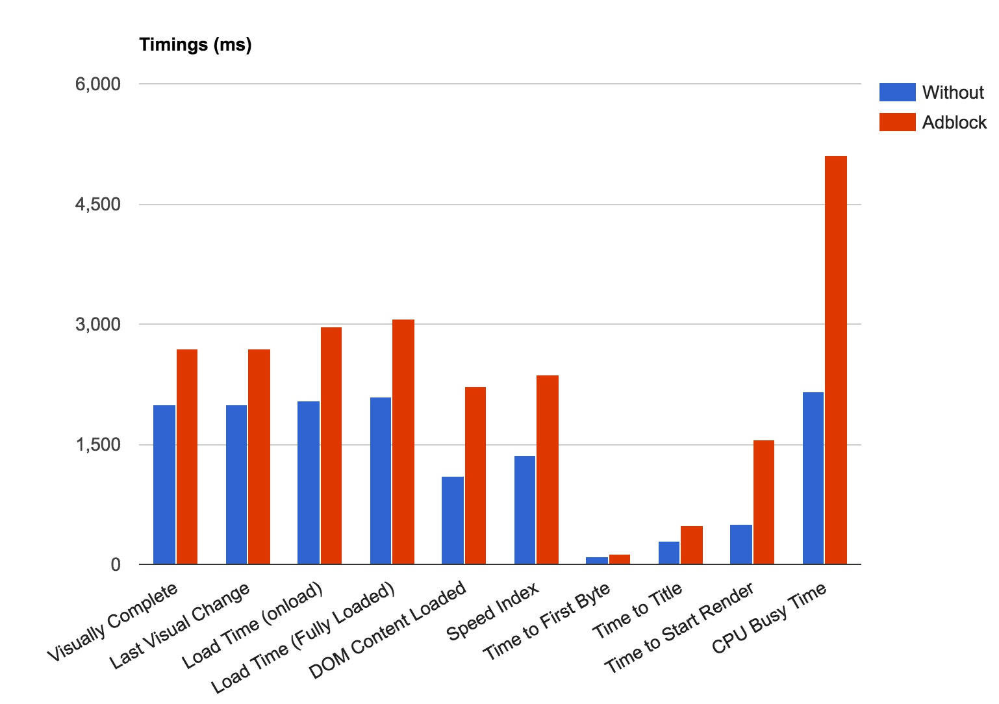 Timings (ms)
6,000
4,500
3,000
1,500
0
Without
Adblock
Visually Complete
Last Visual Change
Load Time (onload)
Load Time (Fully Loaded)
DOM Content Loaded
Speed Index
Time to First Byte
Time to Title
Time to Start Render
CPU Busy Time